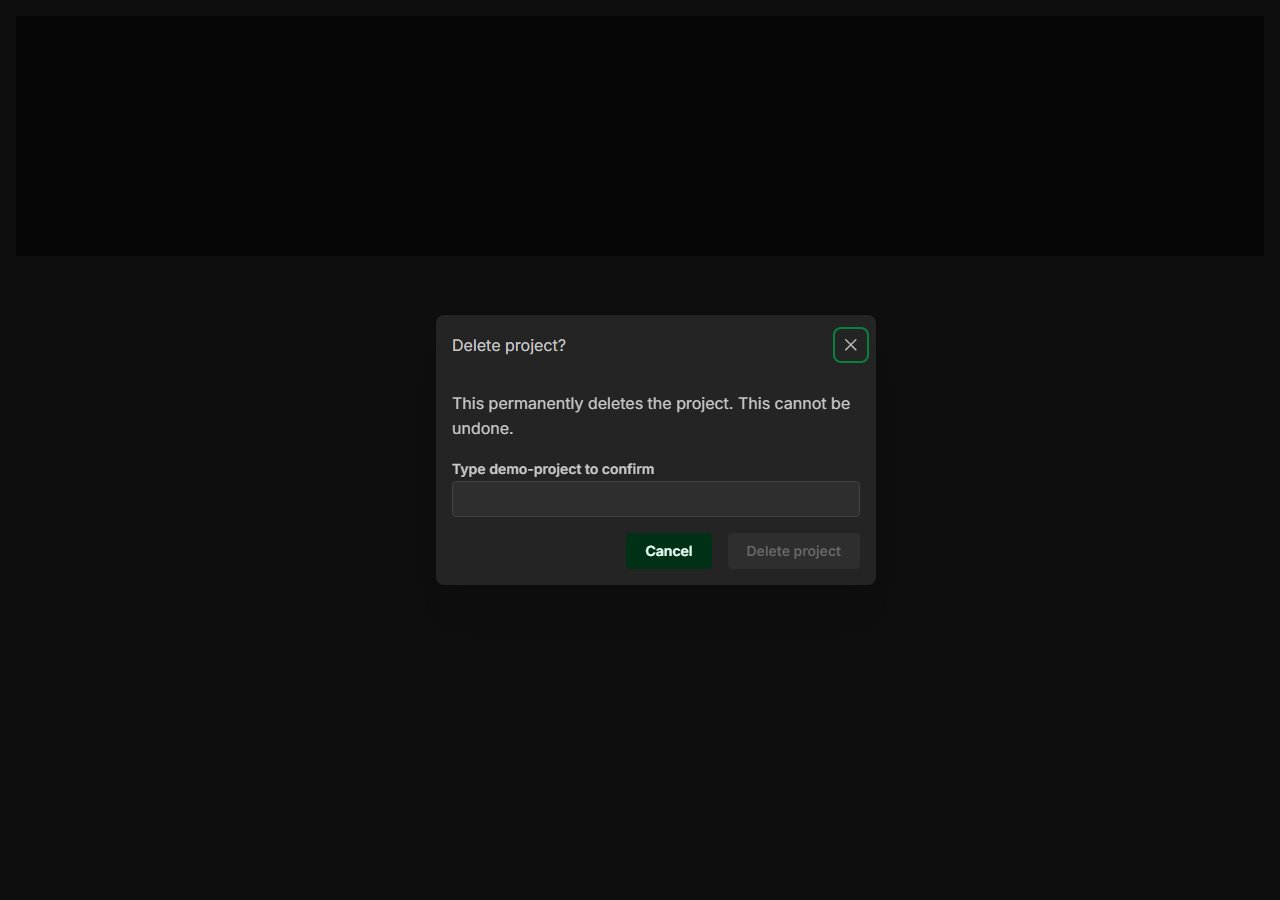 Delete project?
This permanently deletes the project. This cannot be
undone.
Type demo-project to confirm
Cancel
Delete project